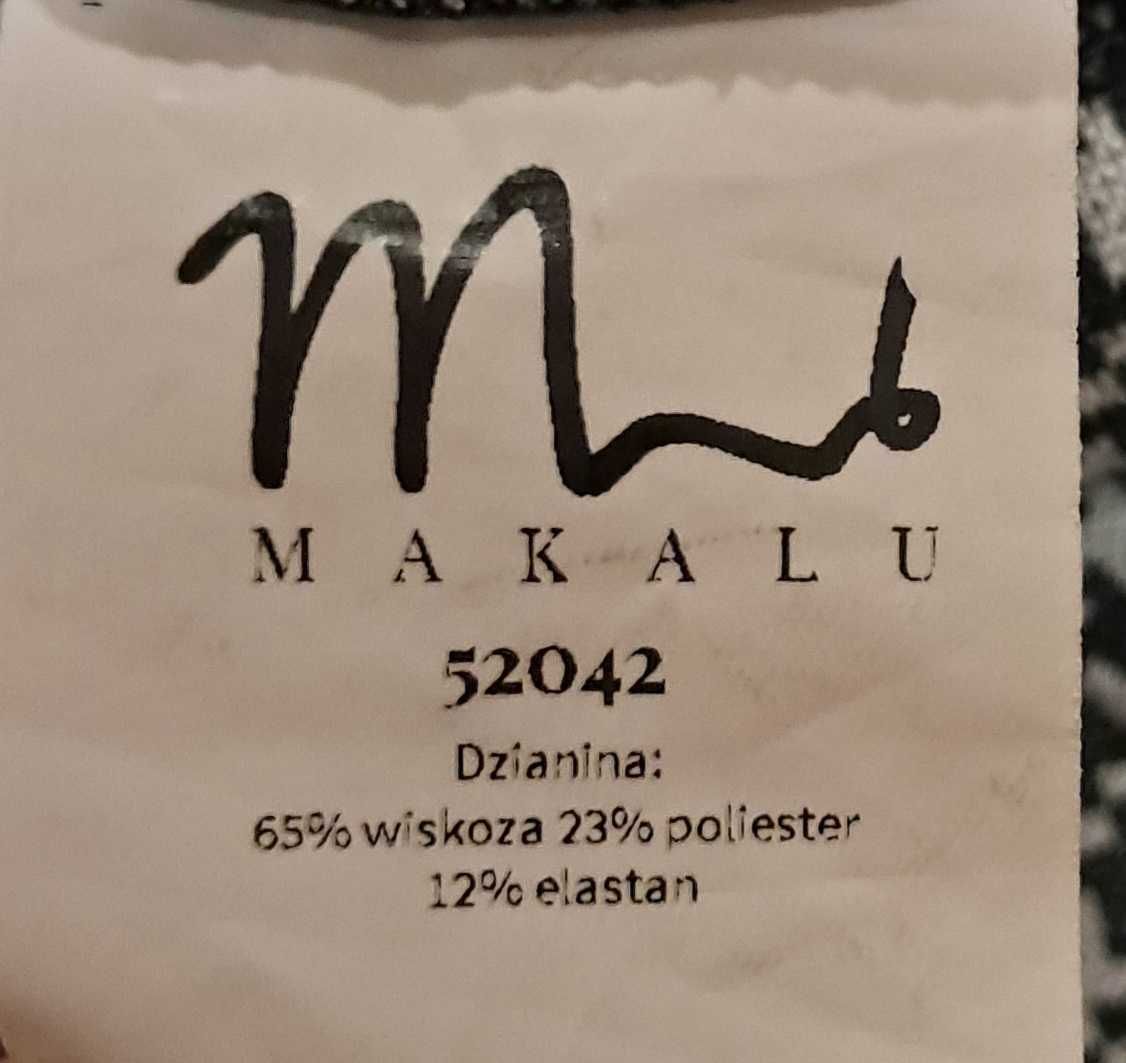 MAKALU
52042
Dzianina:
65% wiskoza 23% poliester
12% elastan